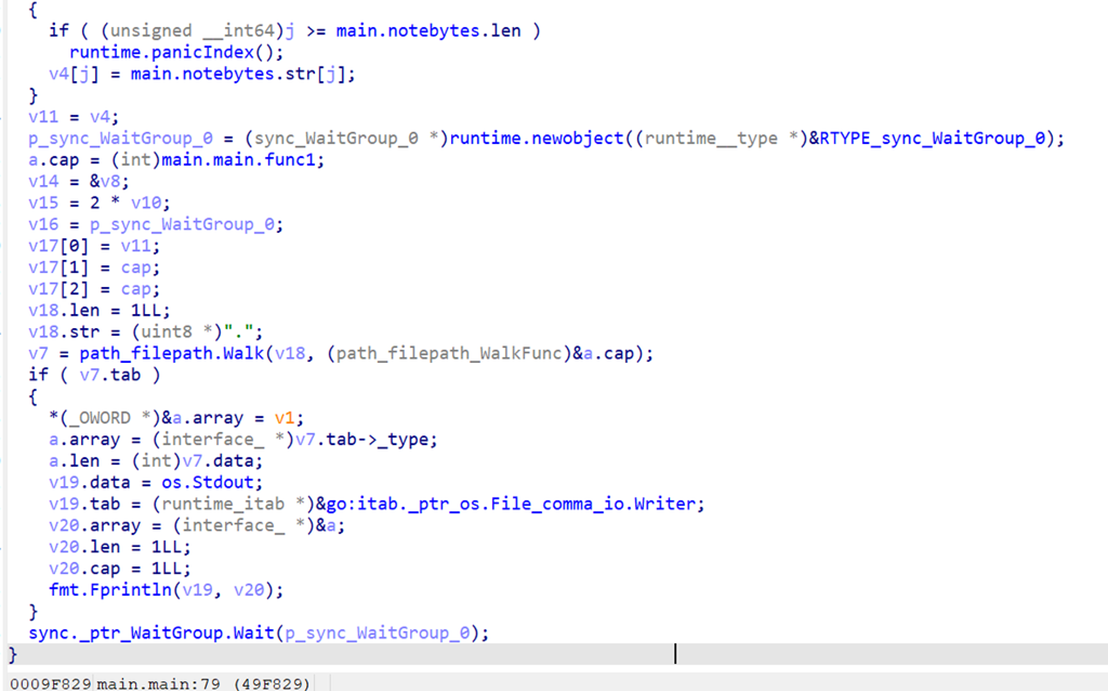 {
if ( (unsigned __int64)j >= main.notebytes.len )
runtime.panicIndex();
v4[j] = main.notebytes.str[j];
}
v11 = v4;
p_sync_WaitGroup_0 = (sync_WaitGroup_0 *)runtime.newobject((runtime__type *)&RTYPE_sync_WaitGroup_0);
a.cap = (int)main.main.func1;
v14 = &v8;
v15 = 2 * v10;
v16 = p_sync_WaitGroup_0;
v17[0] = v11;
v17[1] = cap;
v17[2] = cap;
v18.len = 1LL;
v18.str = (uint8 *)".";
v7 = path_filepath.Walk(v18, (path_filepath_WalkFunc)&a.cap);
if ( v7.tab )
{
*(_OWORD *)&a.array = v1;
a.array = (interface_ *)v7.tab->_type;
a.len = (int)v7.data;
v19.data = os.Stdout;
v19.tab = (runtime_itab *)&go:itab._ptr_os.File_comma_io.Writer;
v20.array = (interface_ *)&a;
v20.len = 1LL;
v20.cap = 1LL;
fmt.Fprintln(v19, v20);
}
sync._ptr_WaitGroup.Wait(p_sync_WaitGroup_0);
}
0009F829 main.main:79 (49F829)